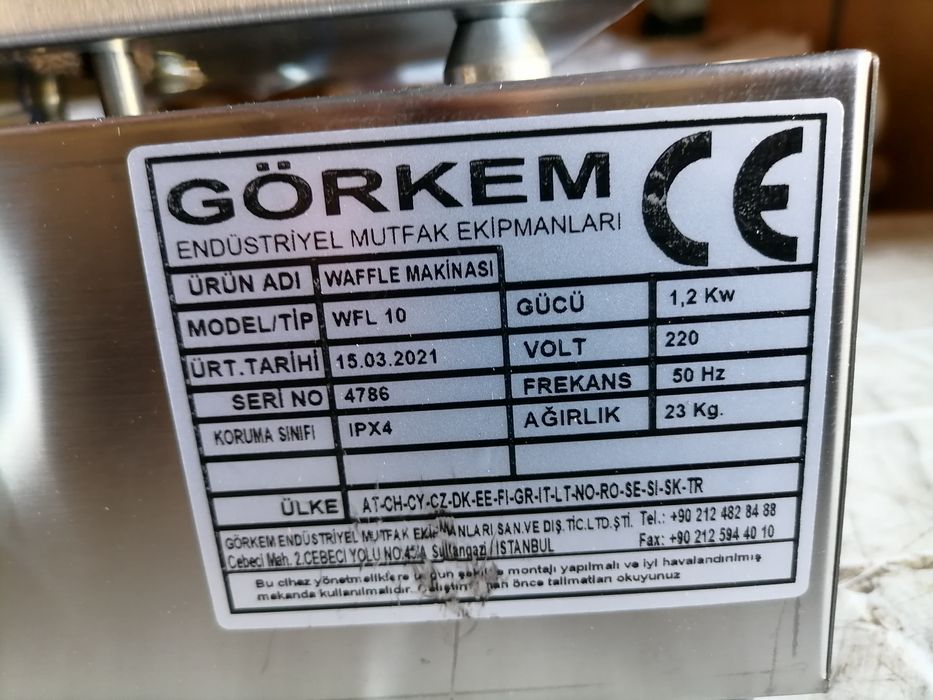 GÖRKEM
CE
ENDÜSTRİYEL MUTFAK EKİPMANLARI
ÜRÜN ADI WAFFLE MAKİNASI
MODEL/TİP WFL 10 GÜCÜ 1,2 Kw
ÜRT.TARİHİ 15.03.2021 VOLT 220
SERİ NO 4786 FREKANS 50 Hz
KORUMA SINIFI IPX4 AĞIRLIK 23 Kg.
ÜLKE AT-CH-CY-CZ-DK-EE-FI-GR-IT-LT-NO-RO-SE-SI-SK-TR
GÖRKEM ENDÜSTRİYEL MUTFAK EKİPMANLARI SAN.VE DIŞ.TİC.LTD.ŞTİ. Tel.: +90 212 482 84 88
Cebeci Mah. 2.CEBECİ YOLU Sultangazi / İSTANBUL Fax: +90 212 594 40 10
Bu cihaz yönetmeliklere uygun şekilde montajı yapılmalı ve iyi havalandırılmış
mekanda kullanılmalıdır. önce talimatları okuyunuz